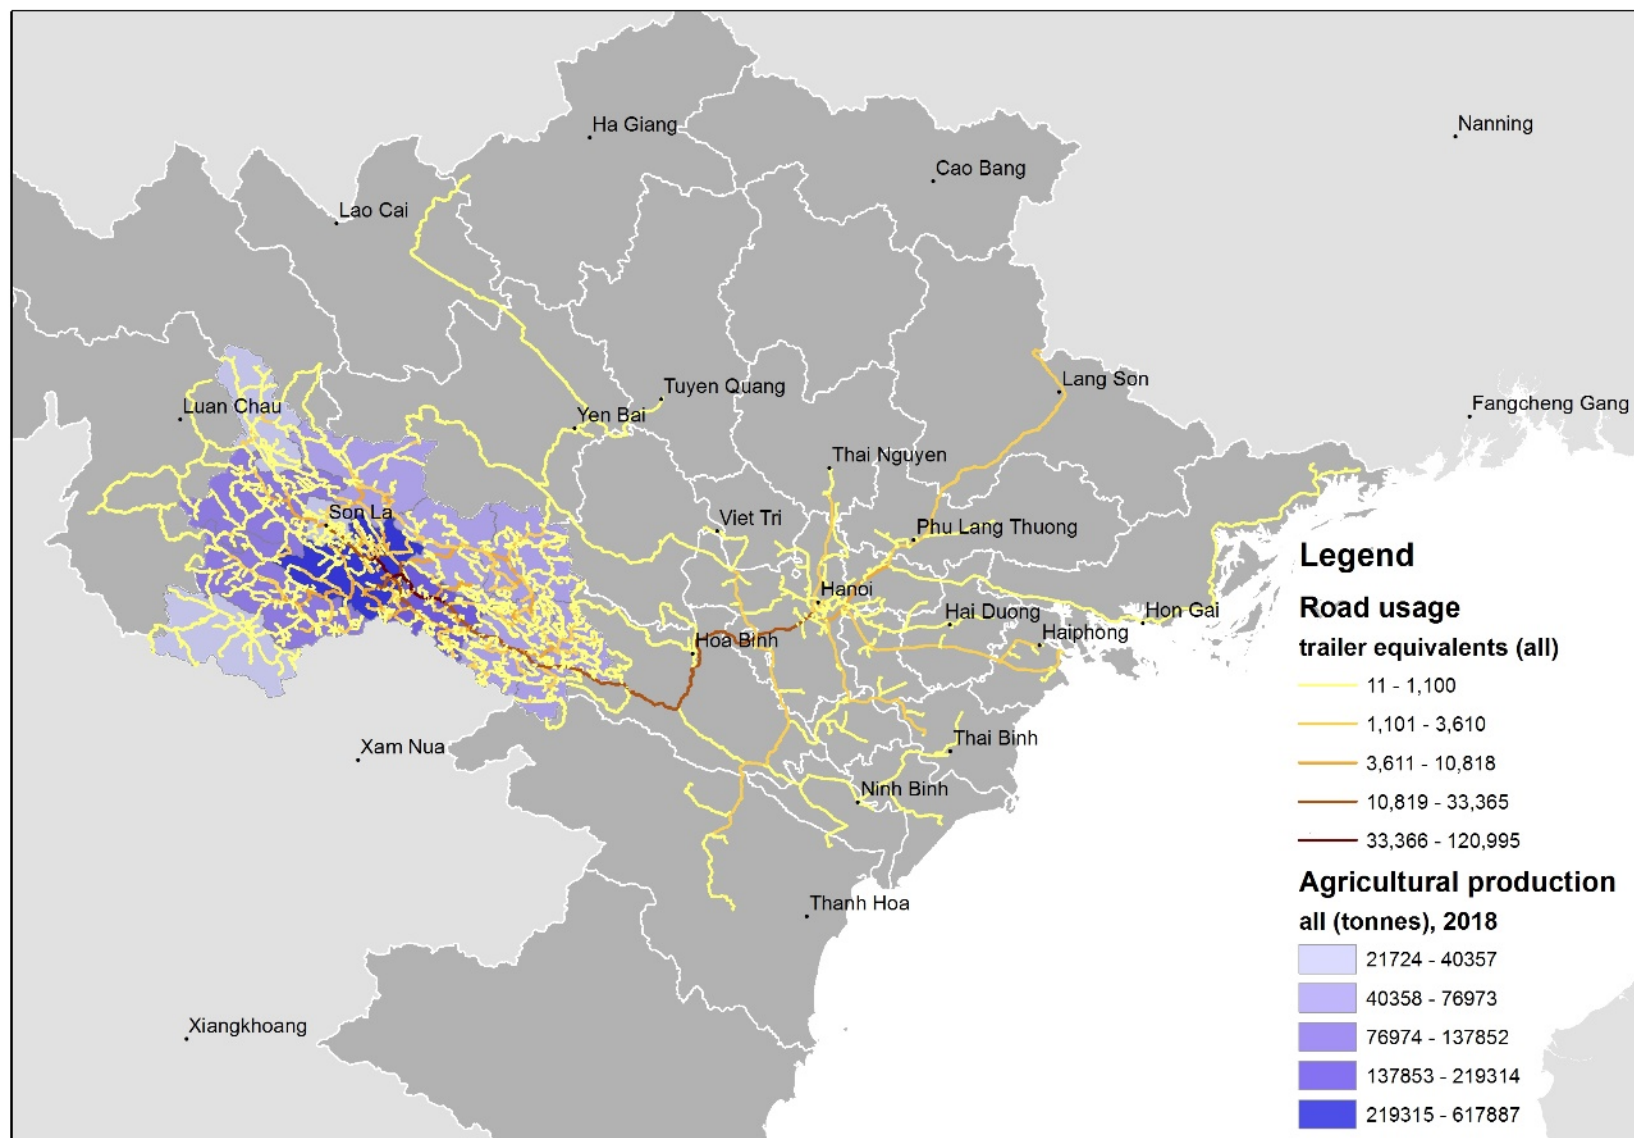 Ha Giang
Nanning
Cao Bang
Lao Cai
Luan Chau
Tuyen Quang
Lang Son
Yen Bai
Fangcheng Gang
Thai Nguyen
Son La
Viet Tri
Phu Lang Thuong
Hanoi
Hai Duong
Hon Gai
Hoa Binh
Haiphong
Xam Nua
Thai Binh
Ninh Binh
Thanh Hoa
Xiangkhoang
Legend
Road usage
trailer equivalents (all)
11 - 1,100
1,101 - 3,610
3,611 - 10,818
10,819 - 33,365
33,366 - 120,995
Agricultural production
all (tonnes), 2018
21724 - 40357
40358 - 76973
76974 - 137852
137853 - 219314
219315 - 617887